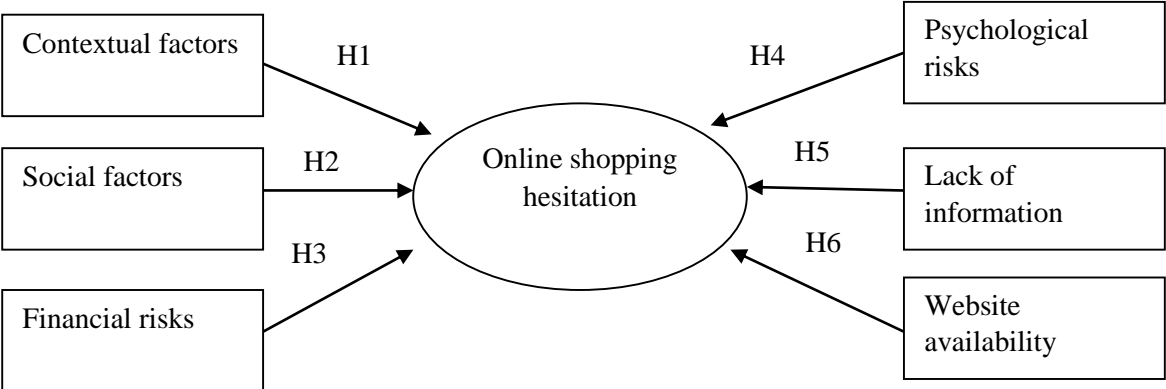 Contextual factors
H1
Social factors
H2
Financial risks
H3
Online shopping
hesitation
H4
Psychological
risks
H5
Lack of
information
H6
Website
availability